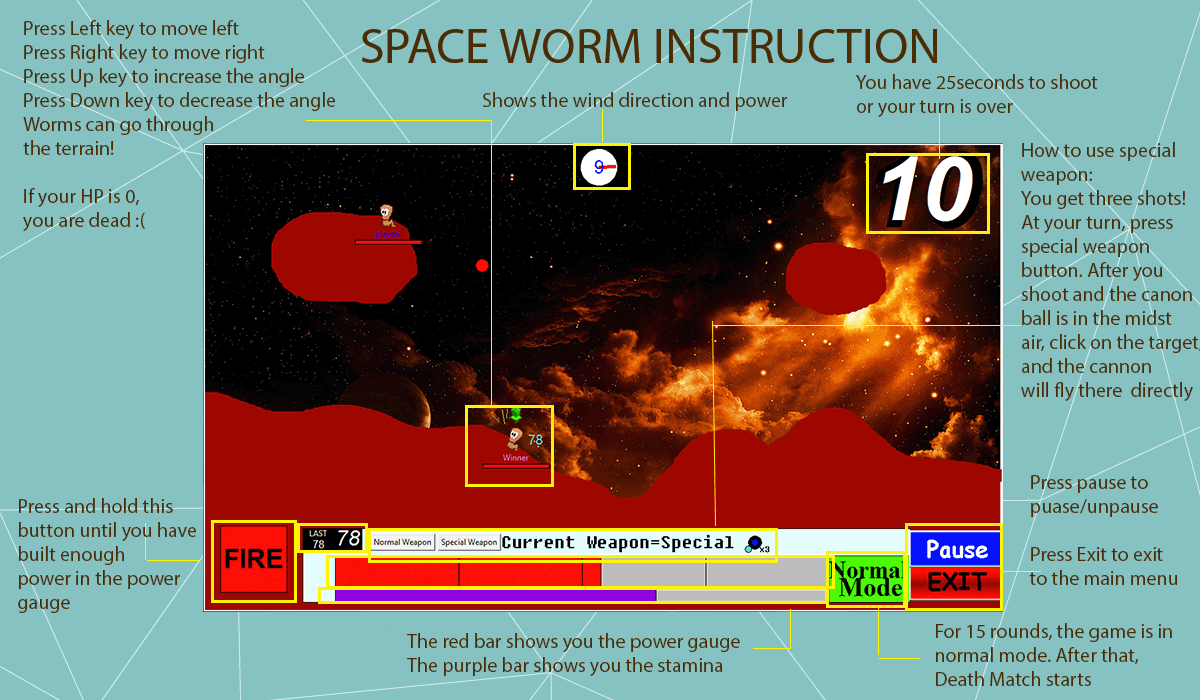 SPACE WORM INSTRUCTION
Press Left key to move left
Press Right key to move right
Press Up key to increase the angle
Press Down key to decrease the angle
Worms can go through
the terrain!
If your HP is 0,
you are dead :(
Shows the wind direction and power
You have 25seconds to shoot
or your turn is over
9
10
How to use special
weapon:
You get three shots!
At your turn, press
special weapon
button. After you
shoot and the canon
ball is in the midst
air, click on the target,
and the cannon
will fly there directly
78
Winner
Press and hold this
button until you have
built enough
power in the power
gauge
FIRE
LAST
78
78
Normal Weapon
Special Weapon
Current Weapon=Special
x3
Normal
Mode
Pause
EXIT
Press pause to
puase/unpause
Press Exit to exit
to the main menu
The red bar shows you the power gauge
The purple bar shows you the stamina
For 15 rounds, the game is in
normal mode. After that,
Death Match starts